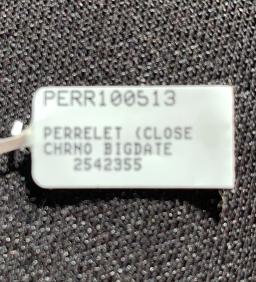 PERR100513
PERRELET (CLOSE
CHRNO BIGDATE
2542355